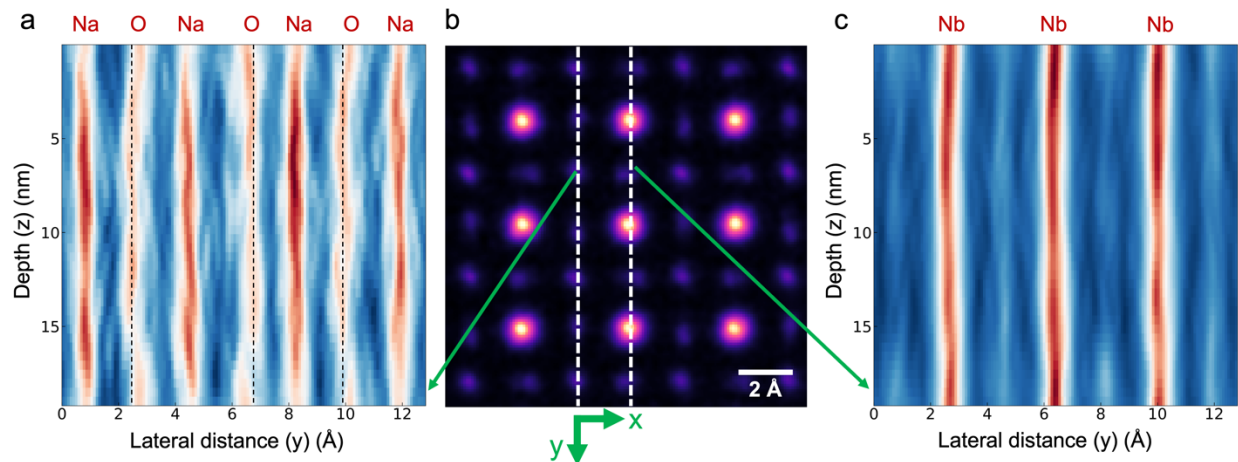 a
Na O Na O Na O Na
5
10
15
Depth (z) (nm)
0 2 4 6 8 10 12
Lateral distance (y) (Å)
b
2 Å
x
y
c
Nb Nb Nb
5
10
15
Depth (z) (nm)
0 2 4 6 8 10 12
Lateral distance (y) (Å)